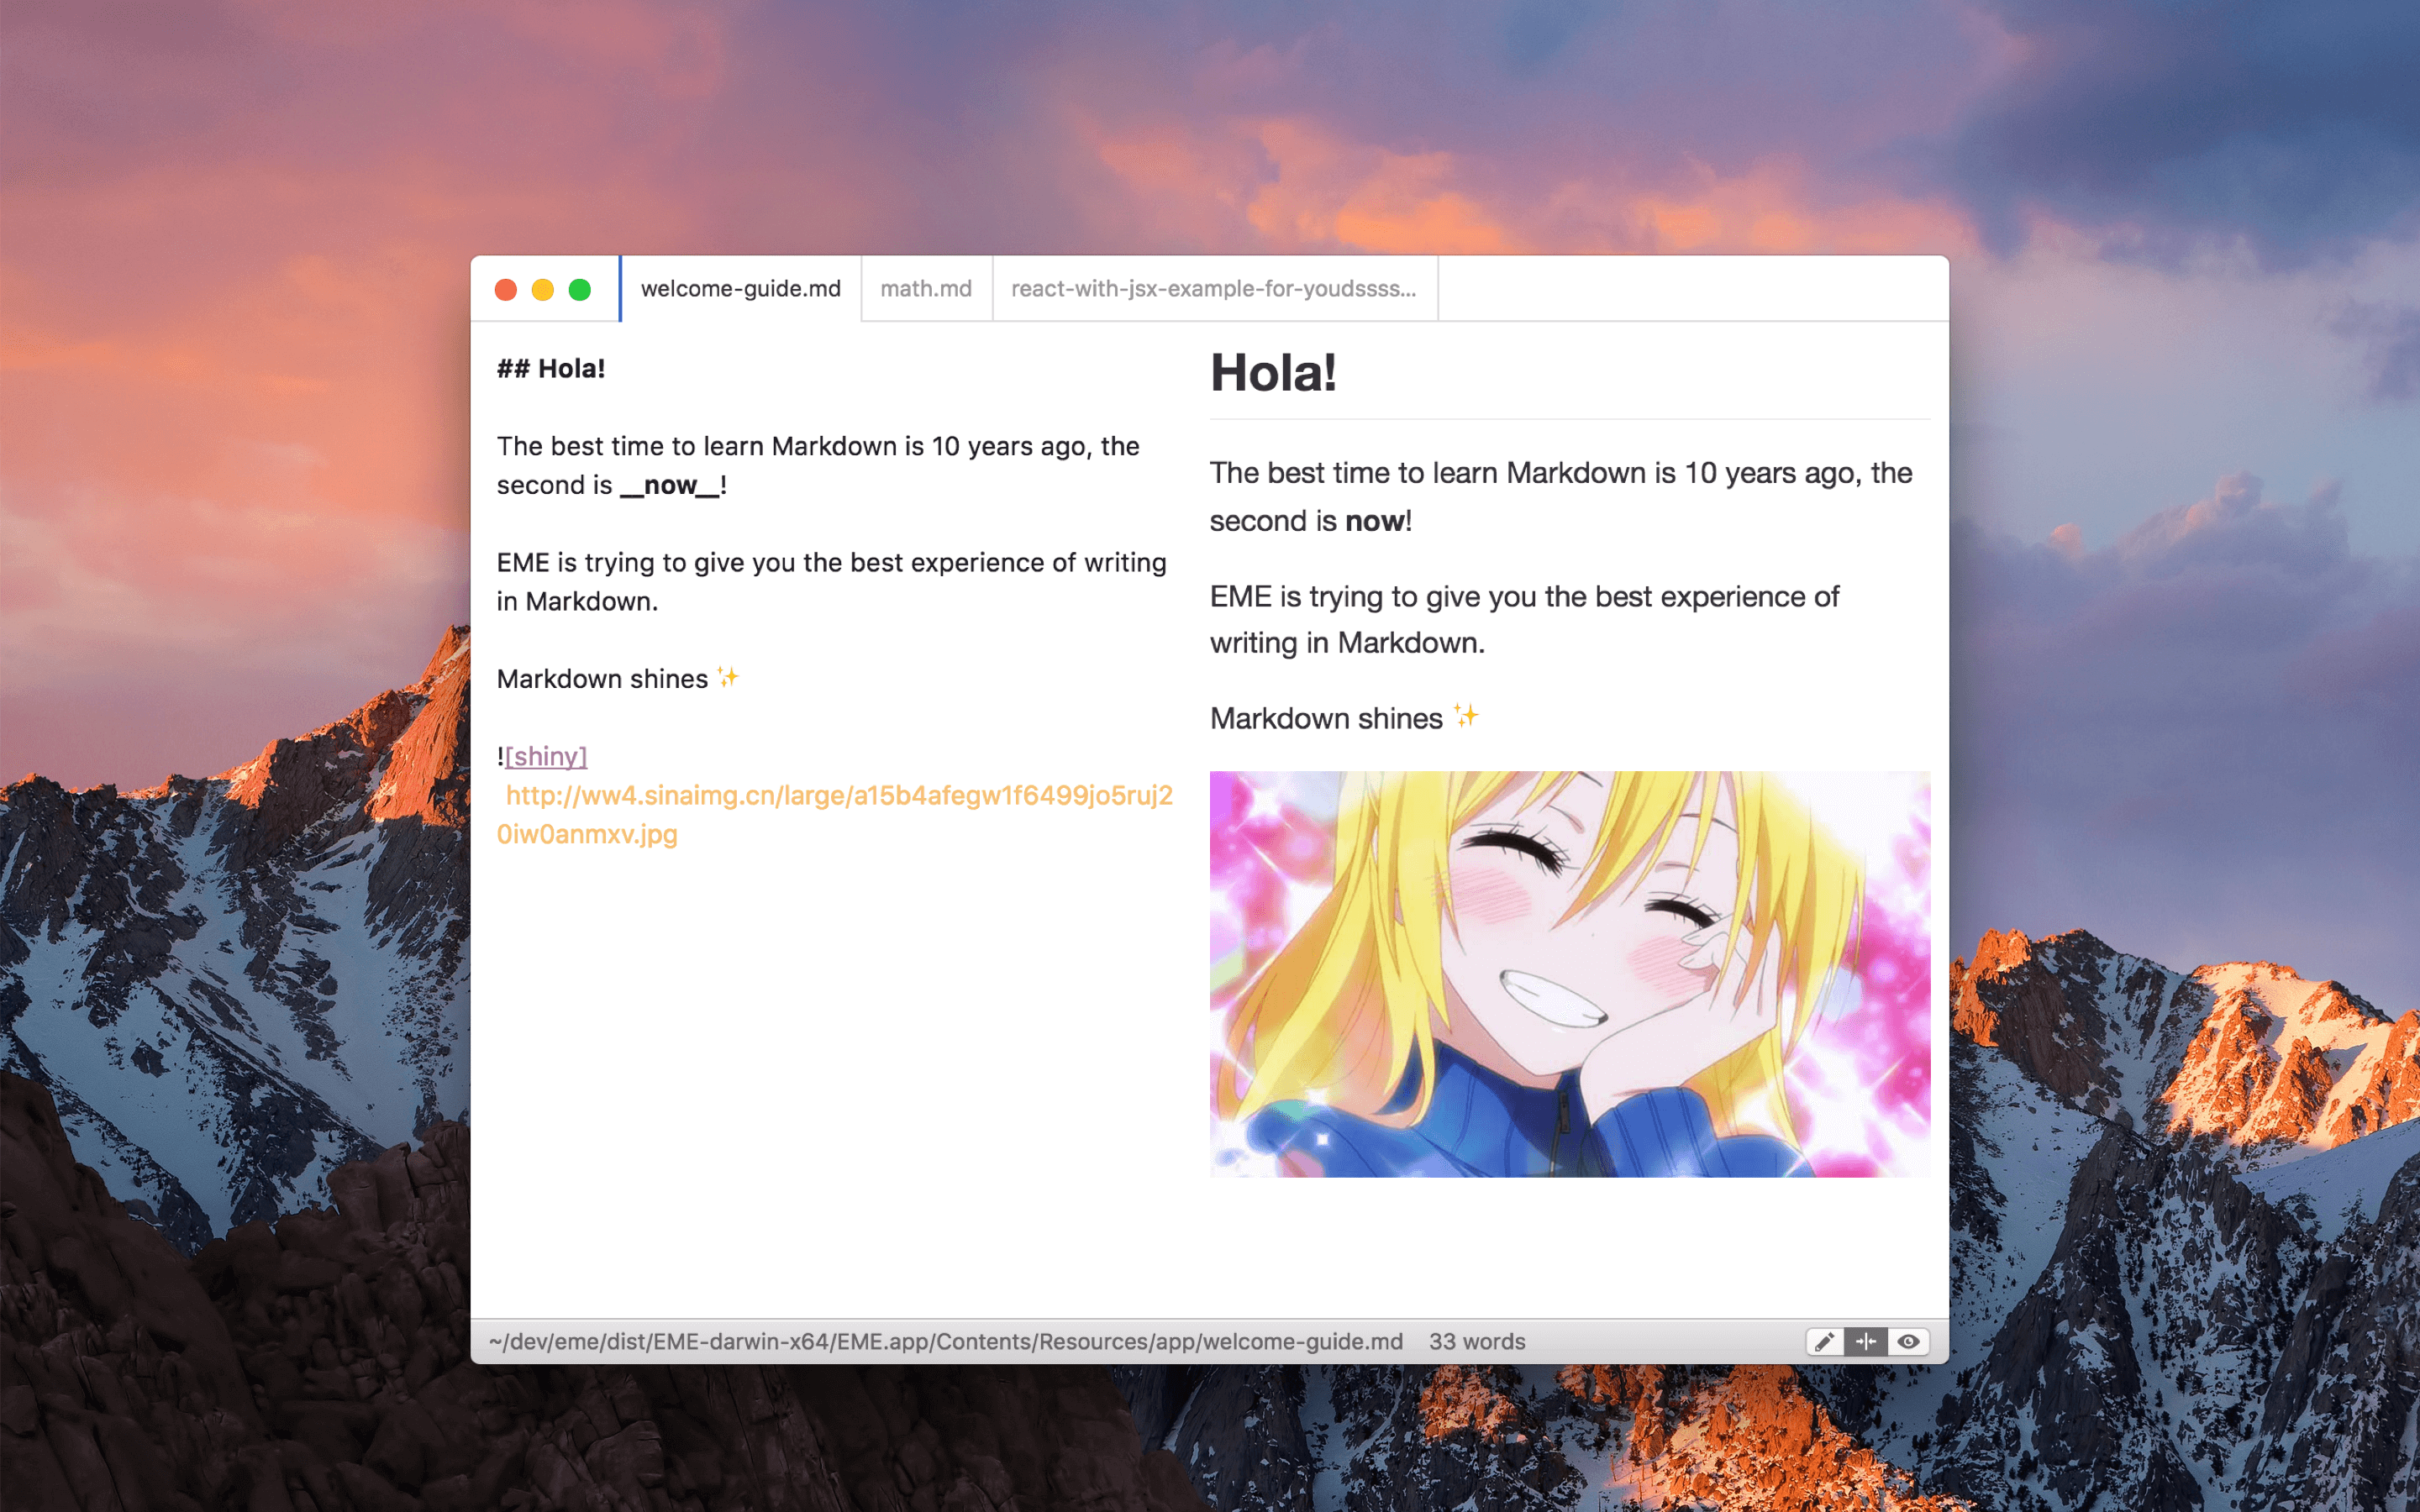 welcome-guide.md
math.md
react-with-jsx-example-for-youdssss...
## Hola!
The best time to learn Markdown is 10 years ago, the
second is __now__!
EME is trying to give you the best experience of writing
in Markdown.
Markdown shines ✨
![shiny]
http://ww4.sinaimg.cn/large/a15b4afegw1f6499jo5ruj2
0iw0anmxv.jpg
Hola!
The best time to learn Markdown is 10 years ago, the
second is now!
EME is trying to give you the best experience of
writing in Markdown.
Markdown shines ✨
~/dev/eme/dist/EME-darwin-x64/EME.app/Contents/Resources/app/welcome-guide.md
33 words